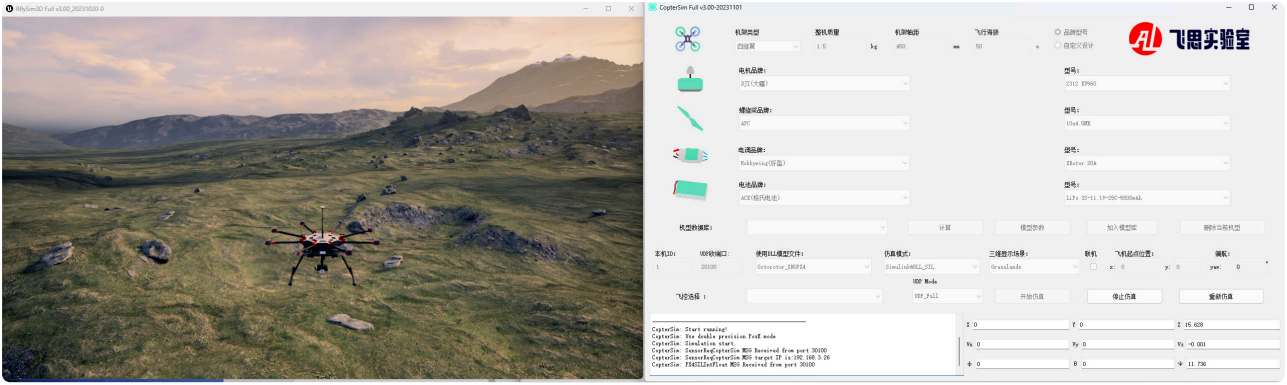 RflySim3D Full v3.00_20231020-0
CopterSim Full v3.00-20231101
机架类型 整机质量 机架轴距 飞行海拔 品牌型号
四旋翼 1.5 kg 450 mm 50 m 自定义设计
飞思实验室
电机品牌: 型号:
DJI(大疆) 2312 KV960
螺旋桨品牌: 型号:
APC 10x4.5MR
电调品牌: 型号:
Hobbywing(好盈) XRotor 20A
电池品牌: 型号:
ACE(格氏电池) LiPo 3S-11.1V-25C-5500mAh
机型数据库: 计算 模型参数 加入模型库 删除当前机型
本机ID: UDP收端口: 使用DLL模型文件: 仿真模式: 三维显示场景: 联机 飞机起点位置: 偏航:
1 20100 Octorotor_SNOPX4 Simulink&DLL_SIL Grasslands x: 0 y: 0 yaw: 0 °
UDP Mode
飞控选择 : UDP_Full 开始仿真 停止仿真 重新仿真
CopterSim: Start running!
CopterSim: Use double precision PosE mode
CopterSim: Simulation start.
CopterSim: SensorReqCopterSim MSG Received from port 30100
CopterSim: SensorReqCopterSim MSG target IP is:192.168.3.26
CopterSim: PX4SILIntFloat MSG Received from port 30100
X 0 Y 0 Z 15.628
Vx 0 Vy 0 Vz -0.001
ϕ 0 θ 0 ψ 11.736